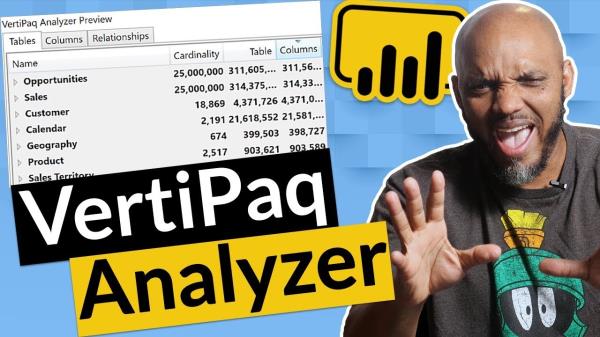 VertiPaq Analyzer Preview
Tables Columns Relationships
Name Cardinality Table Columns
Opportunities 25,000,000 311,605,... 311,56...
Sales 25,000,000 314,375,... 314,33...
Customer 18,869 4,371,726 4,371,0...
Calendar 2,191 21,618,552 21,581,...
Geography 674 399,503 398,727
Product 2,517 903,621 903,589
Sales Territory
VertiPaq
Analyzer